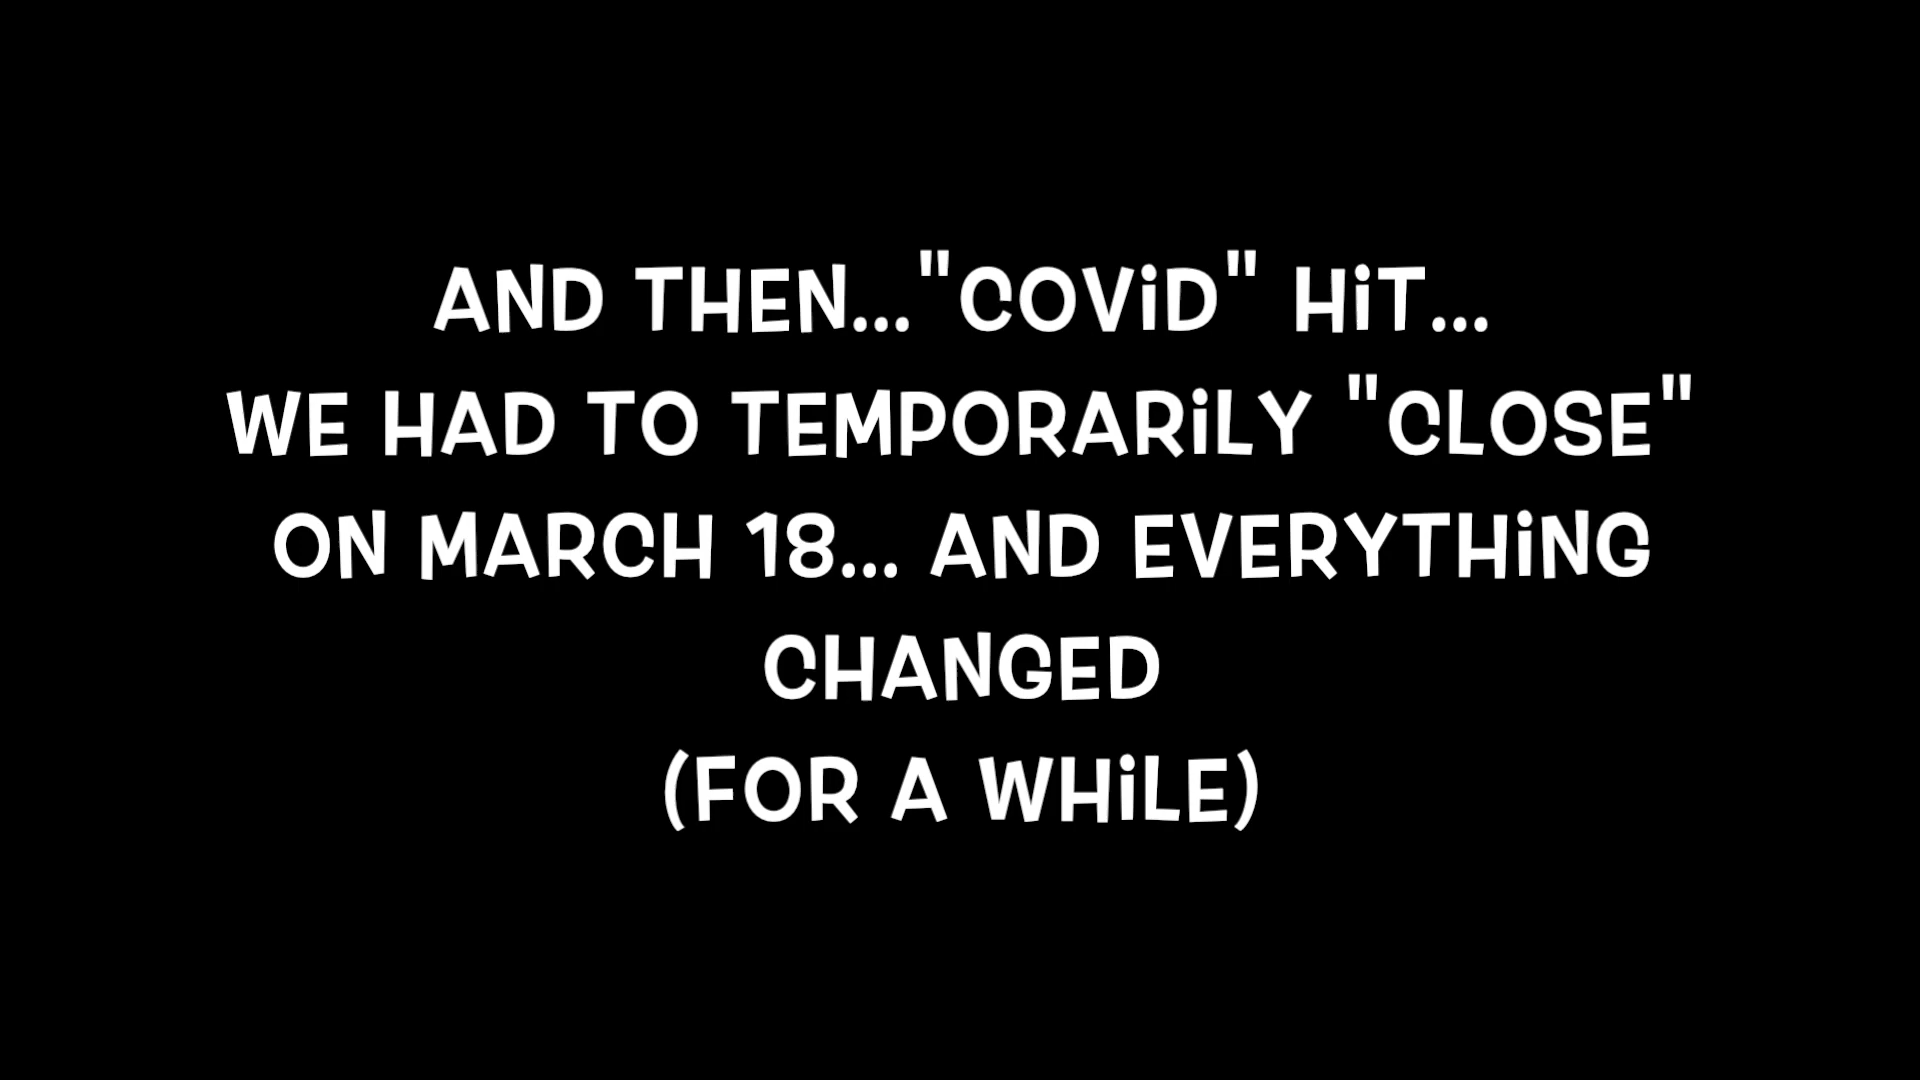 AND THEN..."COViD" HiT...
WE HAD TO TEMPORARiLY "CLOSE"
ON MARCH 18... AND EVERYTHiNG
CHANGED
(FOR A WHiLE)